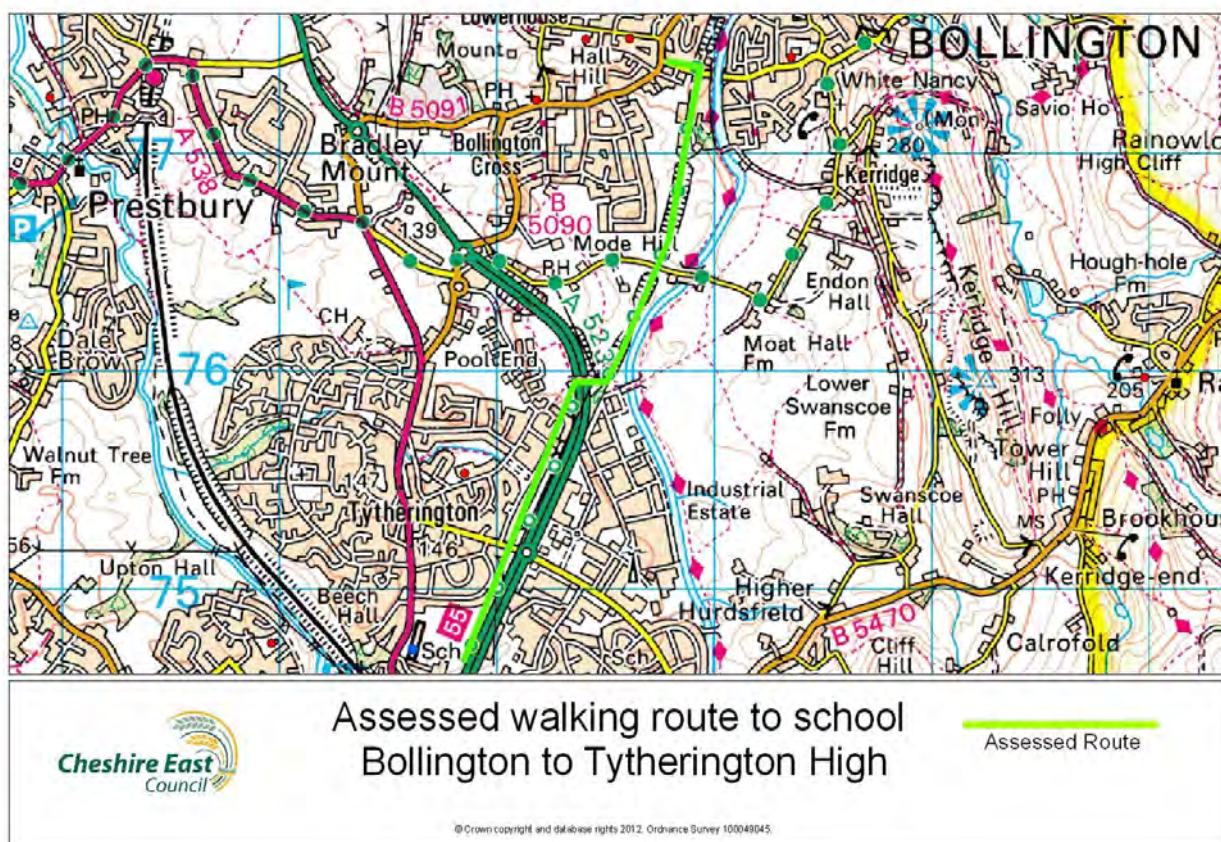 Lowerhouse
BOLLINGTON
Mount
Hall
Hill
White Nancy
Savio Ho
(Mon
PH
B 5091
PH
280
Rainowlo
High Cliff
77
A 538
Bradley
Mount
Bollington
Cross
Kerridge
P
Prestbury
B
5090
139
Mode Hill
P
Hough-hole
Fm
PH
Endon
Hall
Kerridge Hill
CH
A 523
Dale
Brow
Moat Hall
Fm
76
Pool End
313
205
Ra
Lower
Swanscoe
Fm
Folly
Walnut Tree
Fm
Tower
Hill
147
Industrial
Estate
Swanscoe
Hall
PH
Tytherington
MS
Brookhou
146
56
Upton Hall
Kerridge-end
75
Beech
Hall
Higher
Hurdsfield
55
B 5470
Calrofold
Sch
Sch
Cliff
Hill
Assessed walking route to school
Bollington to Tytherington High
Assessed Route
Cheshire East
Council
© Crown copyright and database rights 2012. Ordnance Survey 100049045.